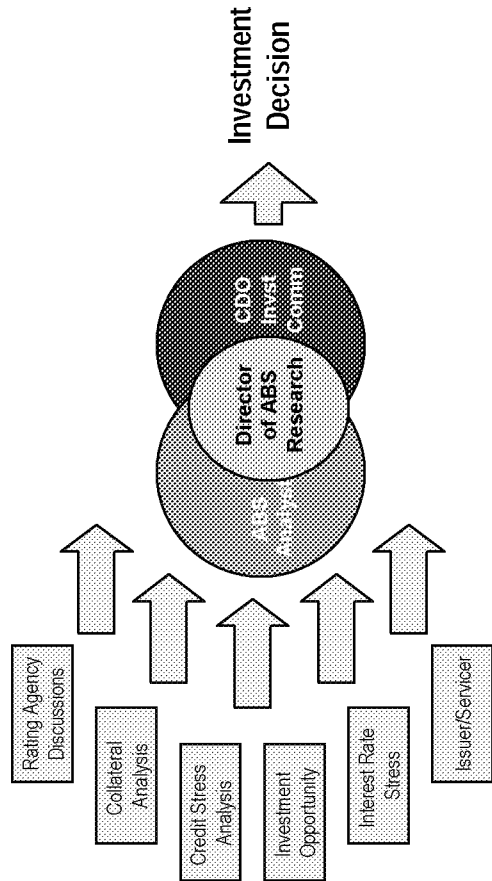 Rating Agency
Discussions
Collateral
Analysis
Credit Stress
Analysis
Investment
Opportunity
Interest Rate
Stress
Issuer/Servicer
ABS
Analyst
Director
of ABS
Research
CDO
Invst
Comm
Investment
Decision